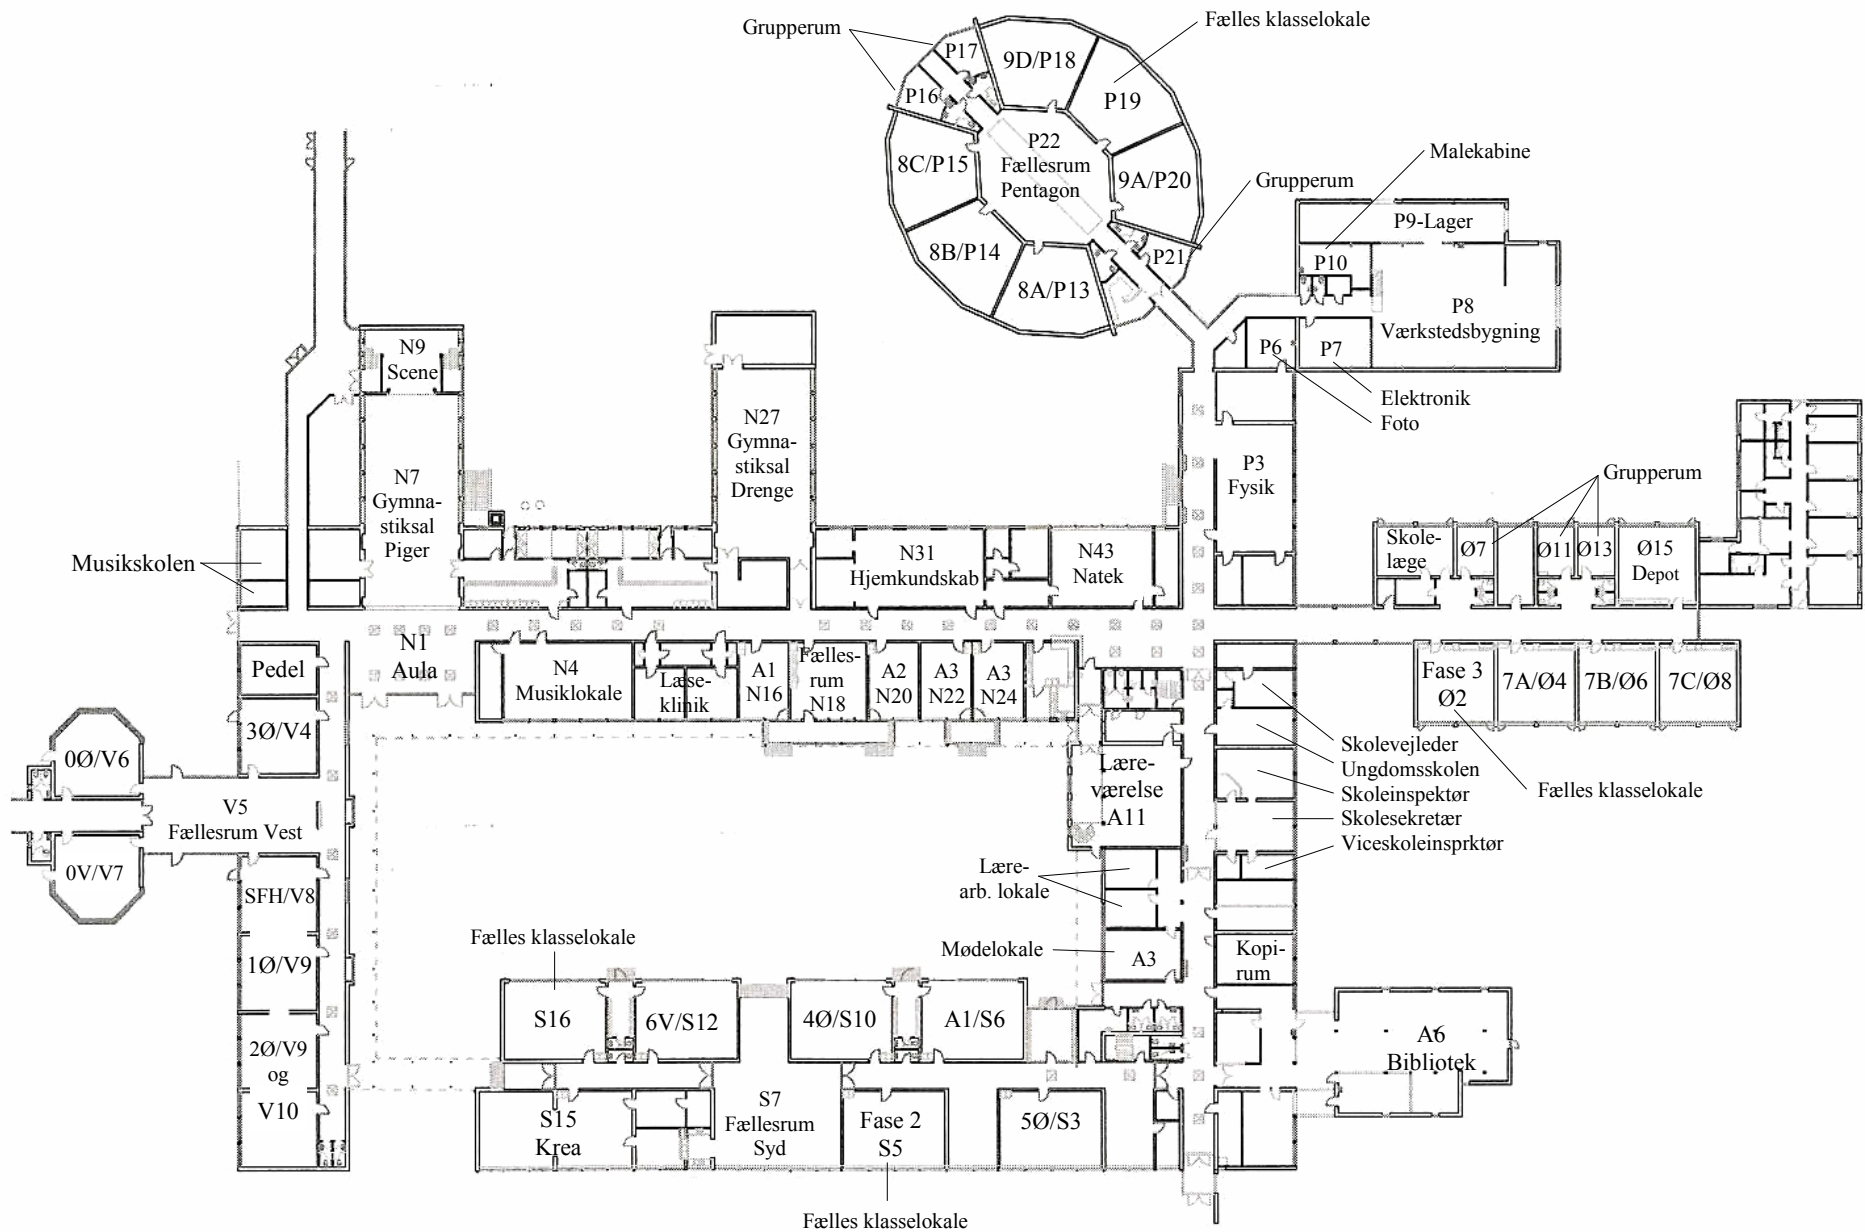 Fælles klasselokale
Grupperum
P17
9D/P18
P16
P19
P22
Fællesrum
Pentagon
8C/P15
9A/P20
Malekabine
Grupperum
8B/P14
P21
8A/P13
P9-Lager
P10
P8
Værkstedsbygning
P6
P7
Elektronik
Foto
N9
Scene
N27
Gymna-
stiksal
Drenge
N7
Gymna-
stiksal
Piger
P3
Fysik
Grupperum
Musikskolen
N31
Hjemkundskab
N43
Natek
Skole-
læge
Ø7
Ø11
Ø13
Ø15
Depot
N1
Aula
Pedel
N4
Musiklokale
Læse-
klinik
A1
N16
Fælles-
rum
N18
A2
N20
A3
N22
A3
N24
Fase 3
Ø2
7A/Ø4
7B/Ø6
7C/Ø8
3Ø/V4
0Ø/V6
V5
Fællesrum Vest
0V/V7
Lære-
værelse
A11
Skolevejleder
Ungdomsskolen
Skoleinspektør
Skolesekretær
Viceskoleinsprktør
Fælles klasselokale
Lære-
arb. lokale
SFH/V8
Fælles klasselokale
Mødelokale
A3
Kopi-
rum
1Ø/V9
S16
6V/S12
4Ø/S10
A1/S6
2Ø/V9
og
V10
A6
Bibliotek
S15
Krea
S7
Fællesrum
Syd
Fase 2
S5
5Ø/S3
Fælles klasselokale